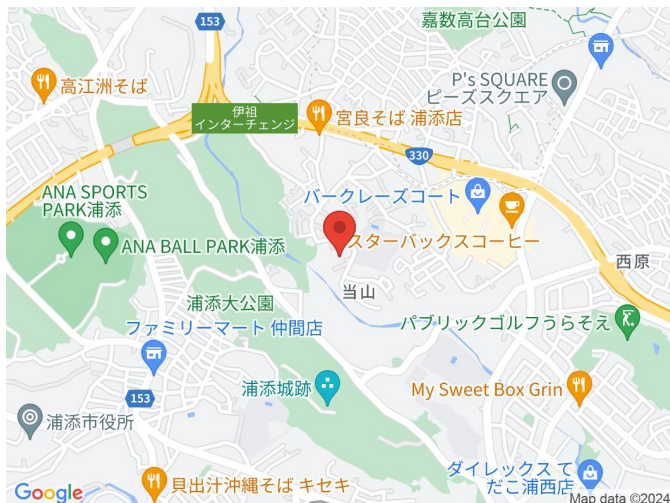 嘉数高台公園
153
高江洲そば
P's SQUARE
ピーズスクエア
伊祖
インターチェンジ
宮良そば 浦添店
330
ANA SPORTS
PARK浦添
バークレーズコート
ANA BALL PARK浦添
スターバックスコーヒー
西原
当山
浦添大公園
ファミリーマート 仲間店
パブリックゴルフうらそえ
浦添城跡
My Sweet Box Grin
153
浦添市役所
ダイレックス て
だこ浦西店
貝出汁沖縄そば キセキ
Google
Map data ©2024